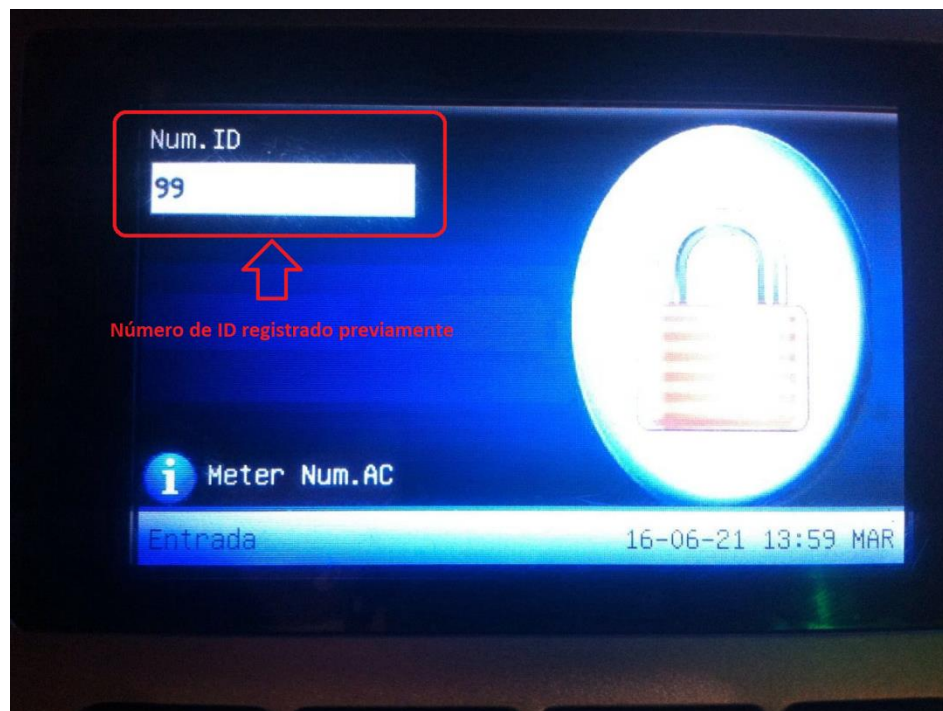 Num.ID
99
Número de ID registrado previamente
i Meter Num.AC
Entrada 16-06-21 13:59 MAR